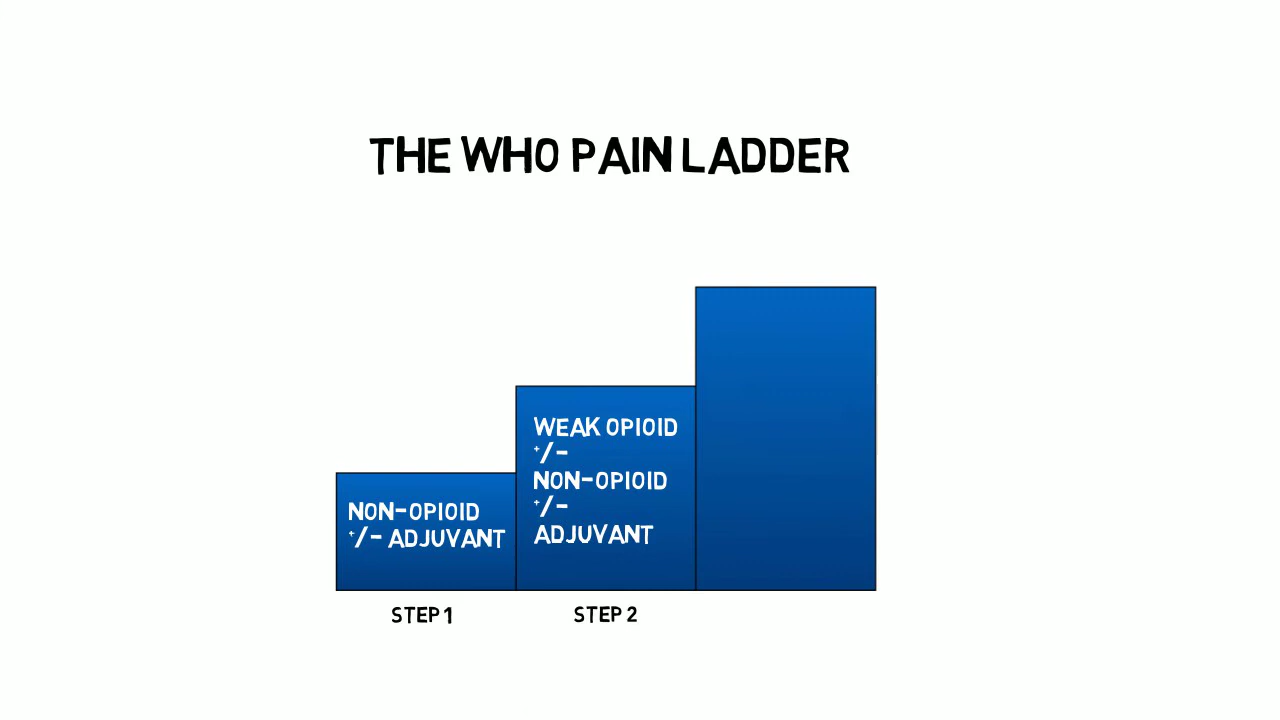 THE WHO PAIN LADDER
NON-OPIOID
+/- ADJUVANT
WEAK OPIOID
+/-
NON-OPIOID
+/-
ADJUVANT
STEP 1
STEP 2